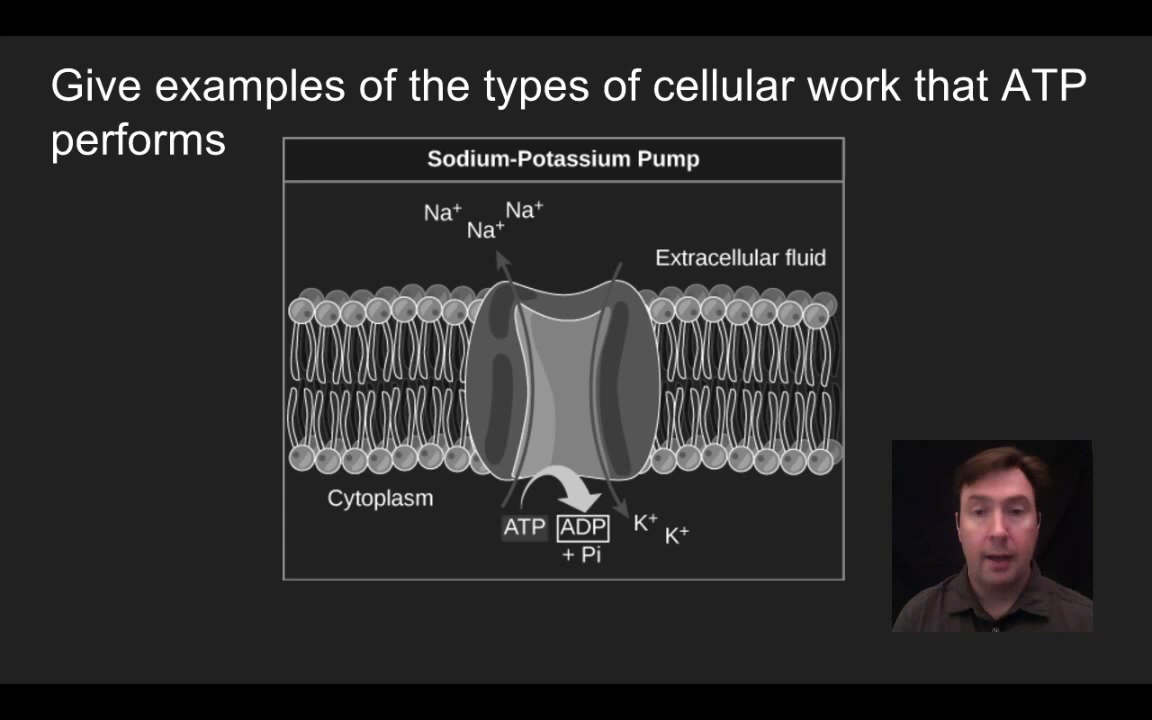 Give examples of the types of cellular work that ATP
performs
Sodium-Potassium Pump
Na⁺ Na⁺
Na⁺
Extracellular fluid
Cytoplasm
ATP ADP K⁺ K⁺
+ Pi